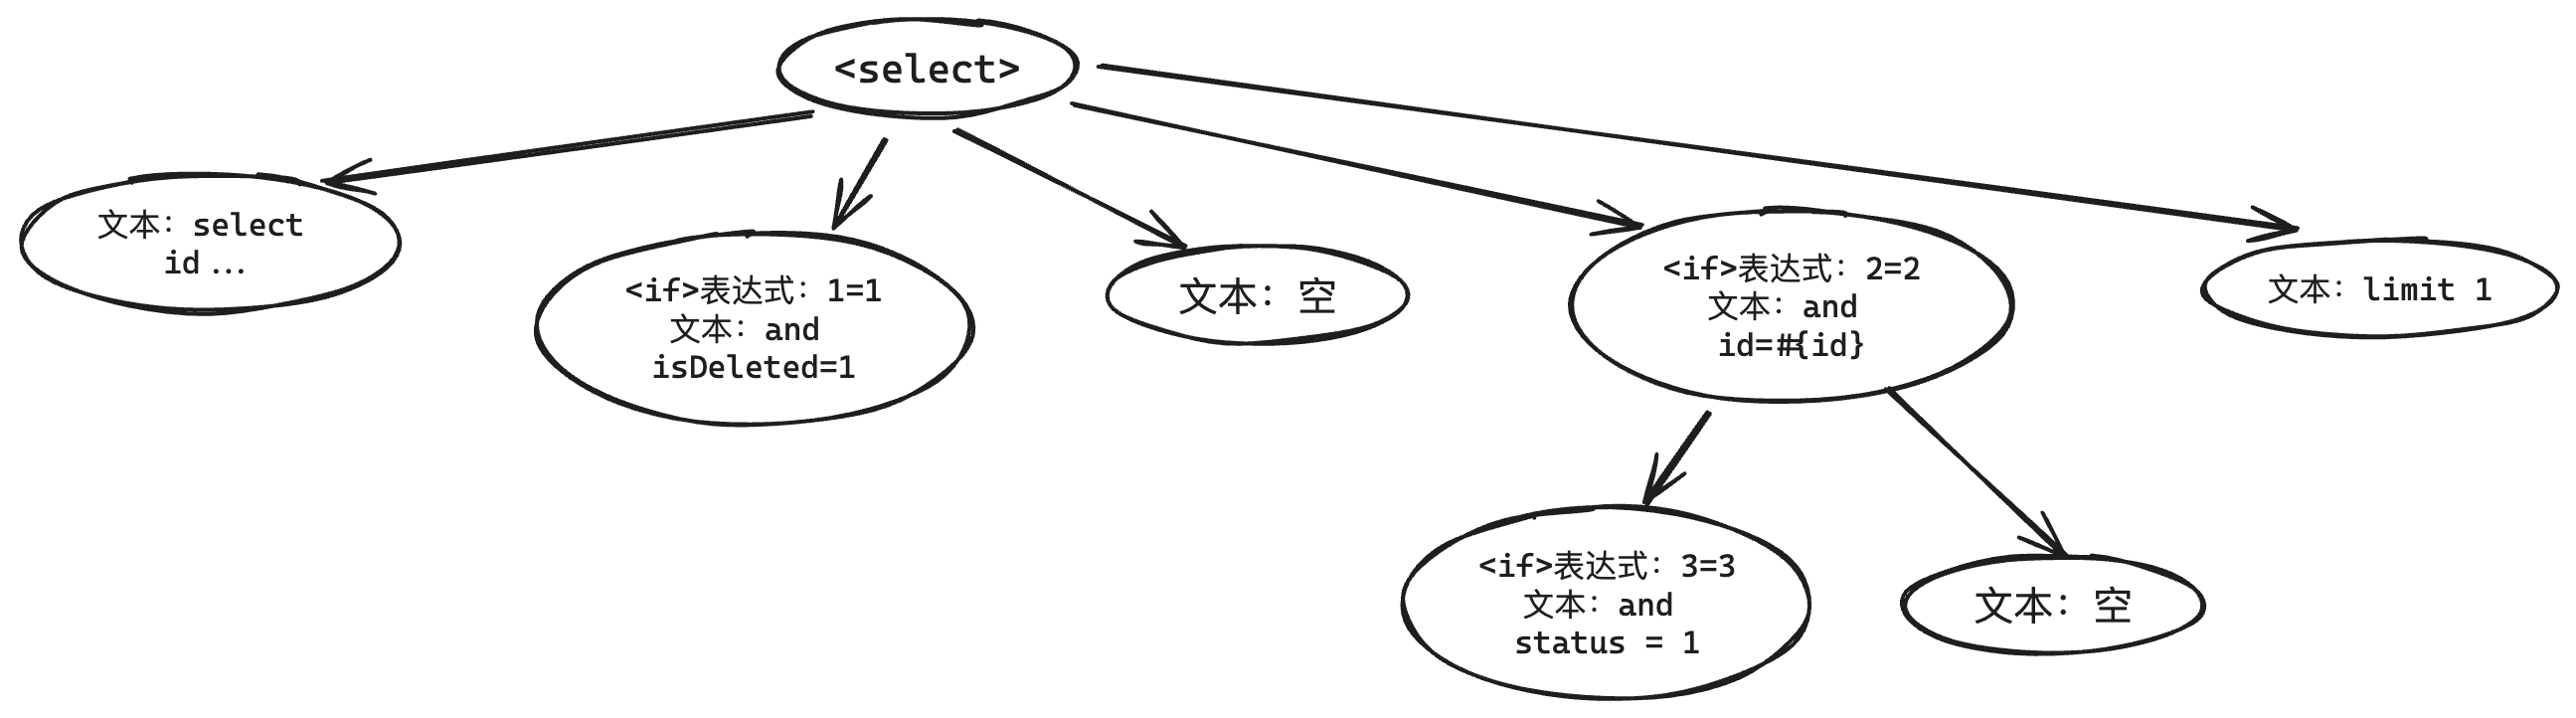 <select>
文本: select
id ...
<if>表达式: 1=1
文本: and
isDeleted=1
文本: 空
<if>表达式: 2=2
文本: and
id=#{id}
文本: limit 1
<if>表达式: 3=3
文本: and
status = 1
文本: 空